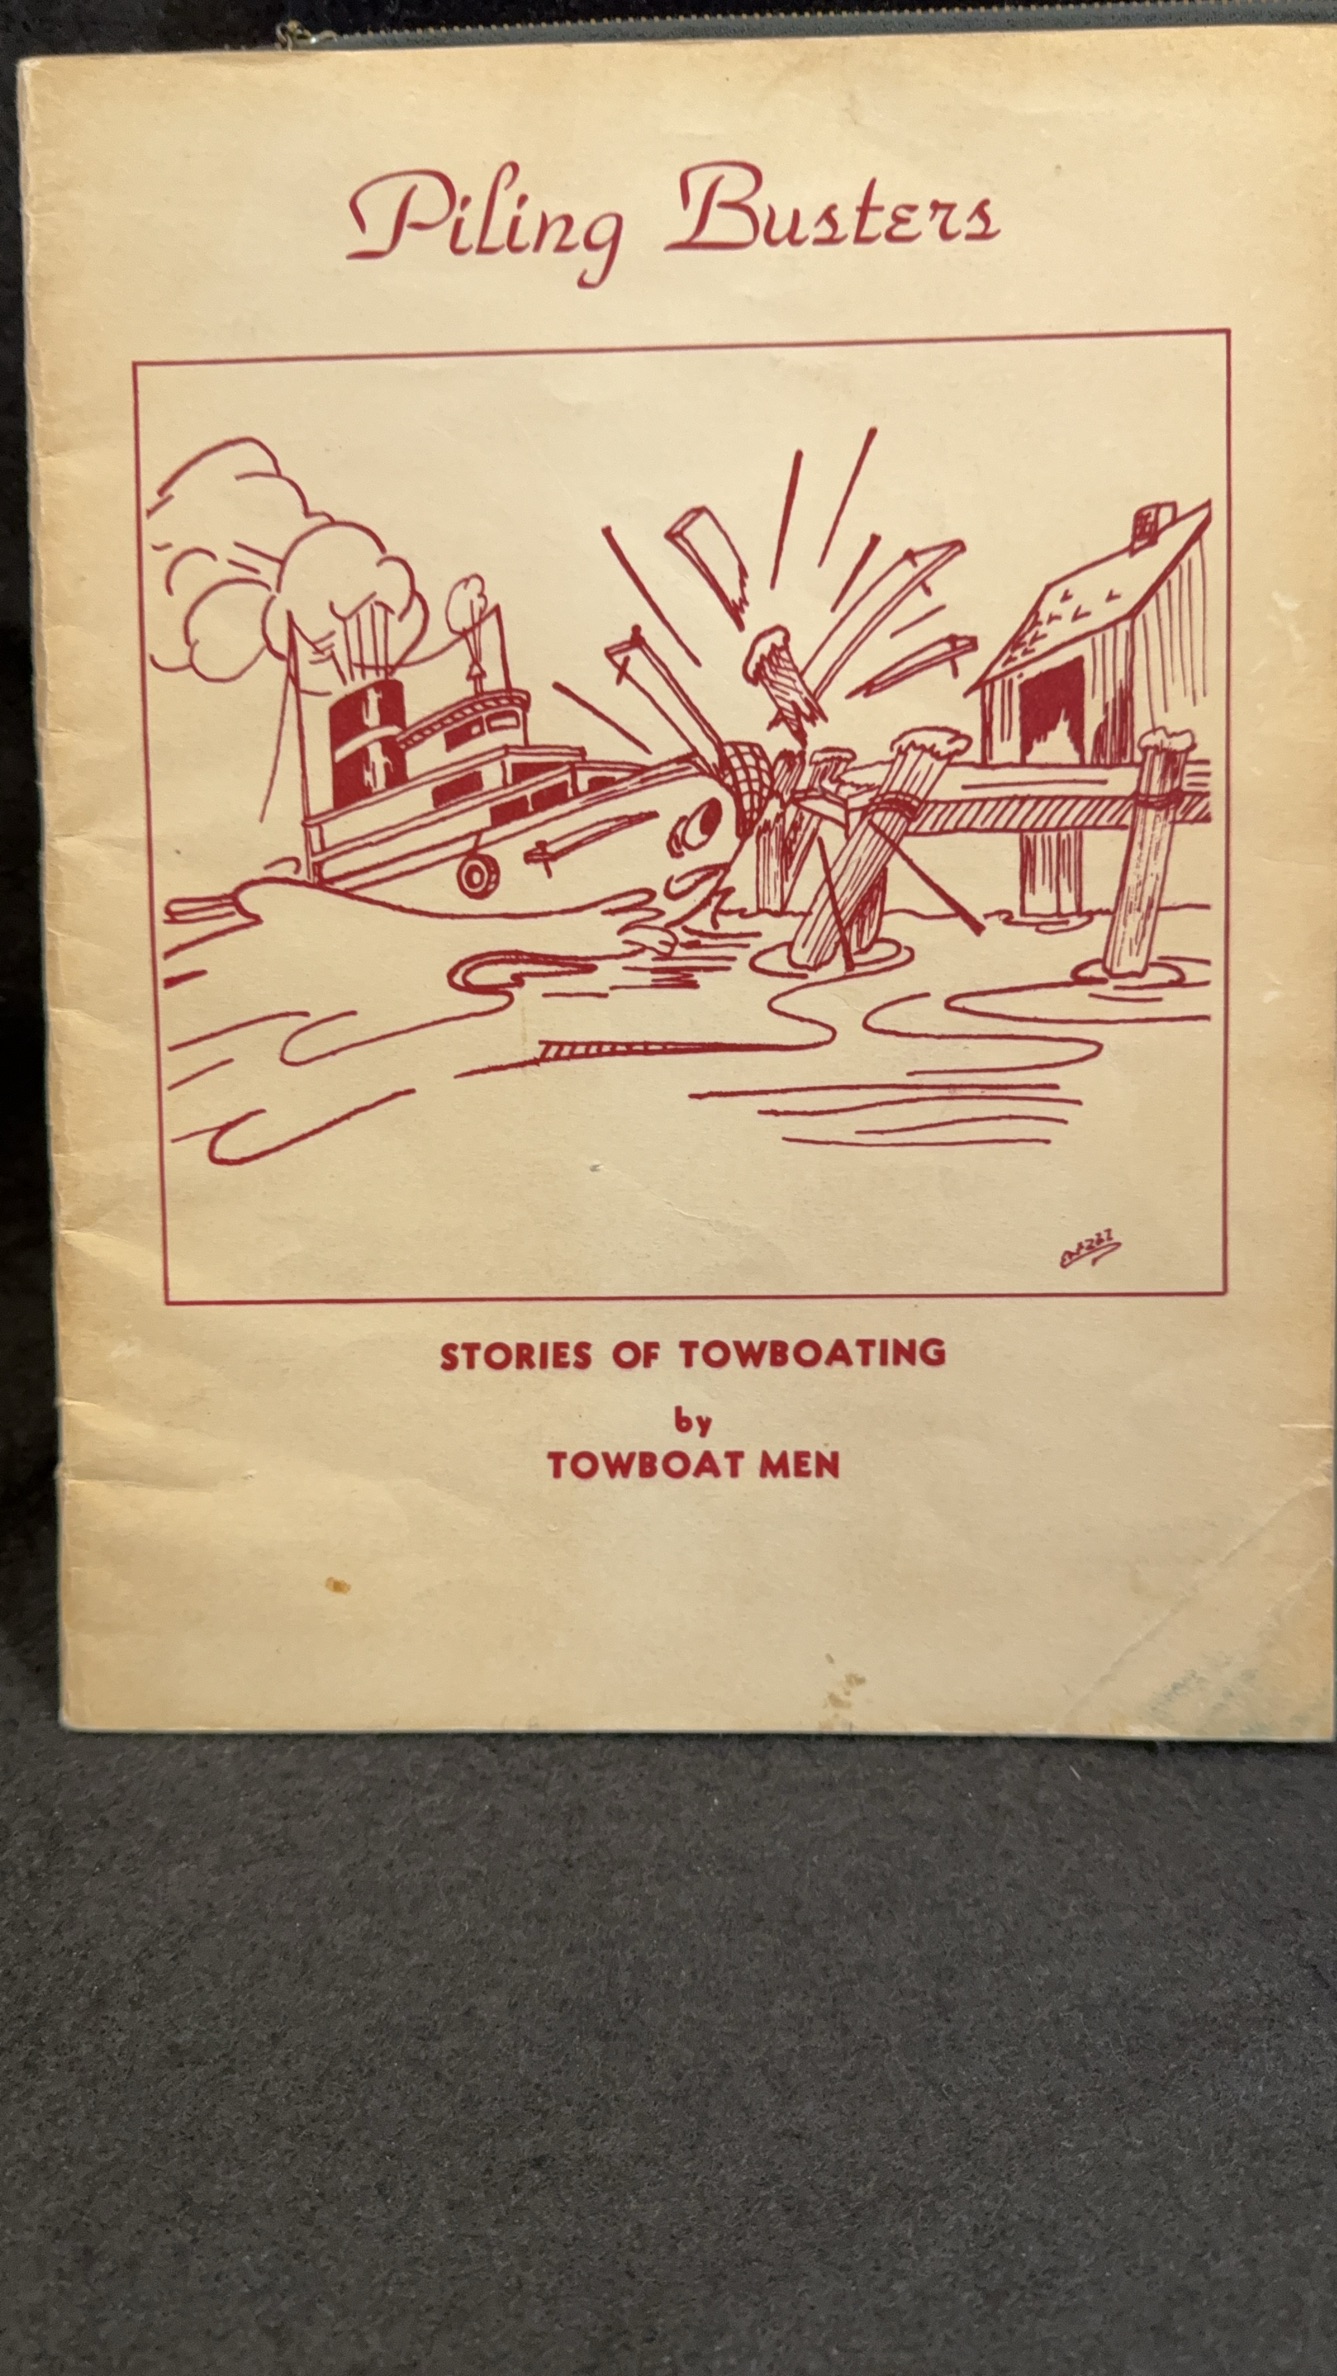 Piling Busters
STORIES OF TOWBOATING
by
TOWBOAT MEN